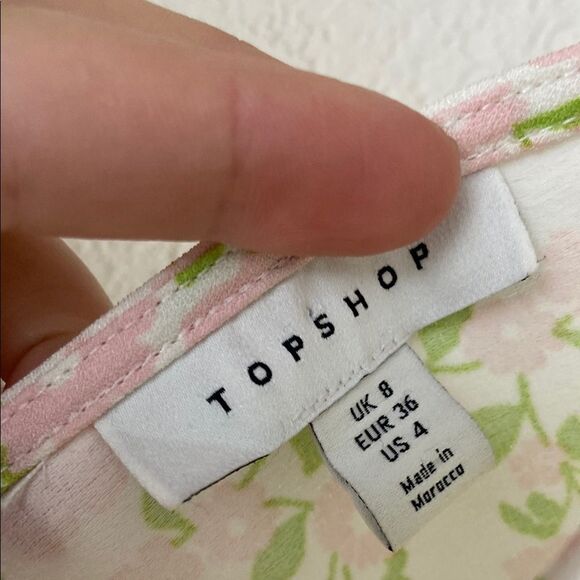 TOPSHOP
UK 8
EUR 36
US 4
Made in
Morocco